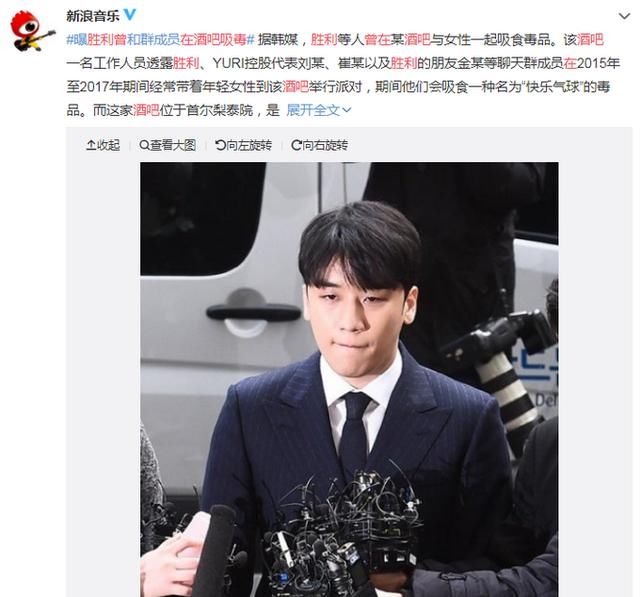 新浪音乐
#曝胜利曾和群成员在酒吧吸毒# 据韩媒，胜利等人曾在某酒吧与女性一起吸食毒品。该酒吧
一名工作人员透露胜利、YURI控股代表刘某、崔某以及胜利的朋友金某等聊天群成员在2015年
至2017年期间经常带着年轻女性到该酒吧举行派对，期间他们会吸食一种名为“快乐气球”的毒
品。而这家酒吧位于首尔梨泰院，是 展开全文
收起 查看大图 向左旋转 向右旋转